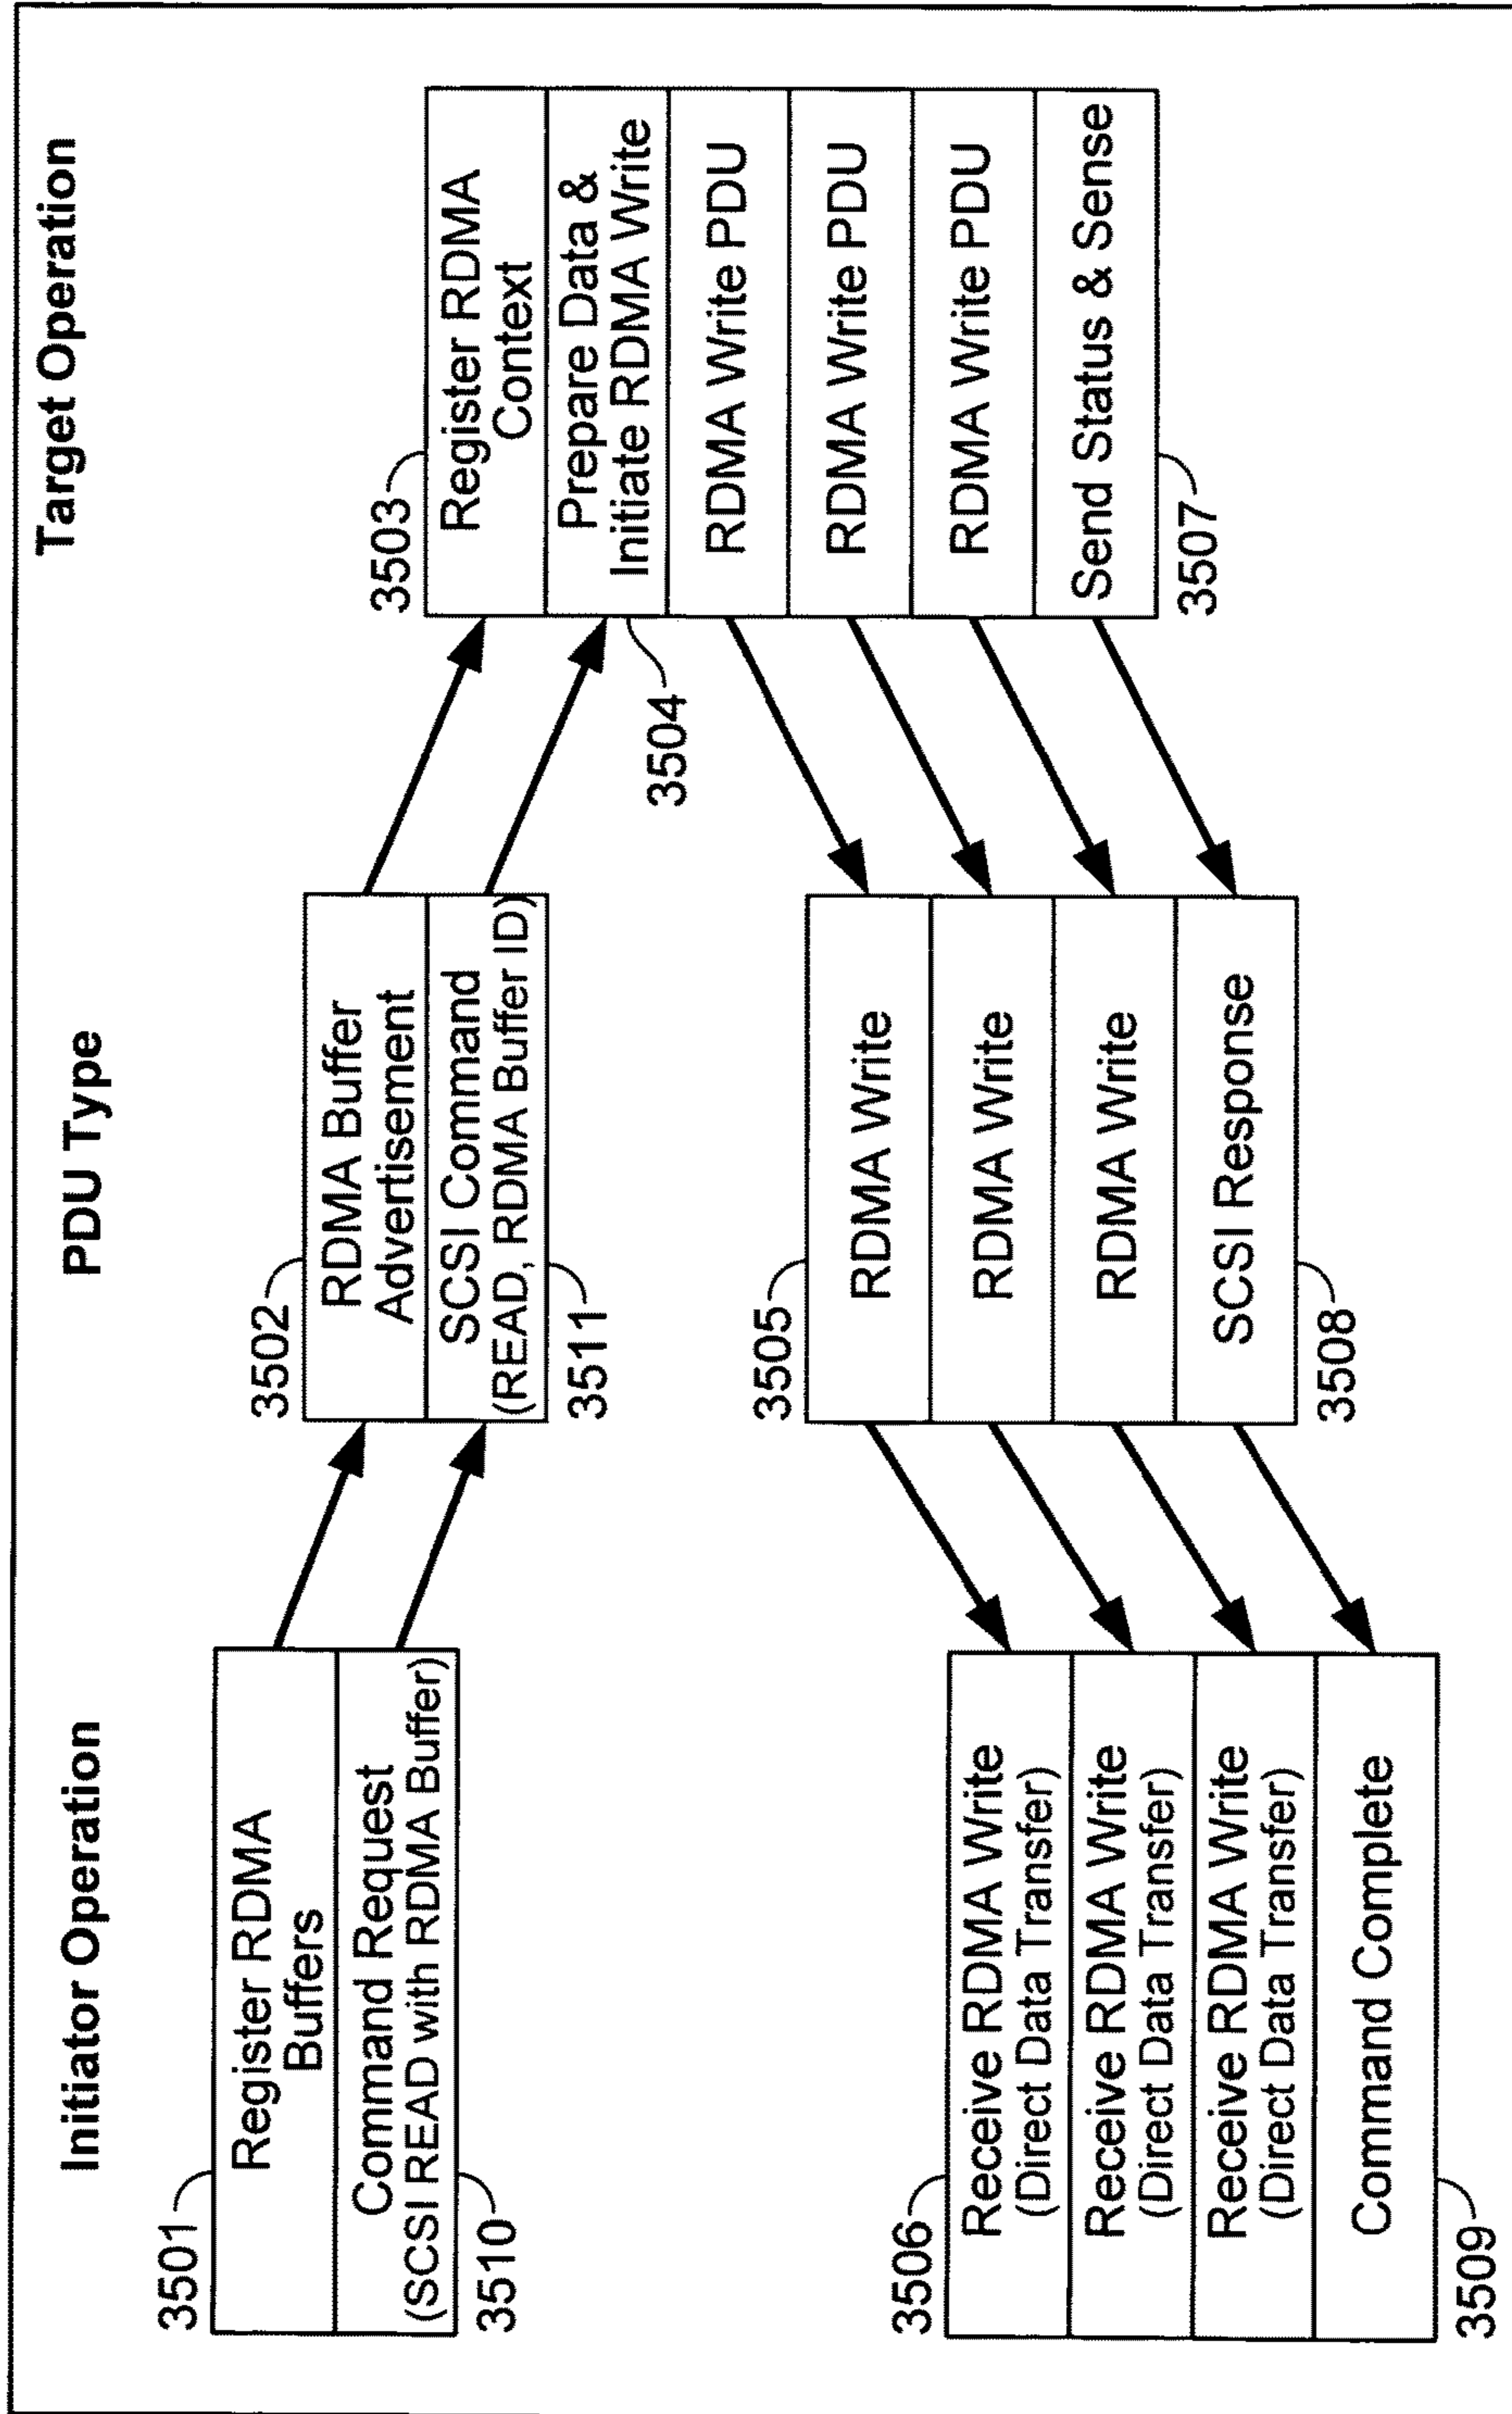 Initiator Operation
PDU Type
Target Operation
3501
Register RDMA
Buffers
Command Request
(SCSI READ with RDMA Buffer)
3510
3502
RDMA Buffer
Advertisement
SCSI Command
(READ, RDMA Buffer ID)
3511
3503
Register RDMA
Context
Prepare Data &
Initiate RDMA Write
3504
RDMA Write PDU
RDMA Write PDU
RDMA Write PDU
Send Status & Sense
3507
3505
RDMA Write
RDMA Write
RDMA Write
SCSI Response
3508
3506
Receive RDMA Write
(Direct Data Transfer)
Receive RDMA Write
(Direct Data Transfer)
Receive RDMA Write
(Direct Data Transfer)
Command Complete
3509